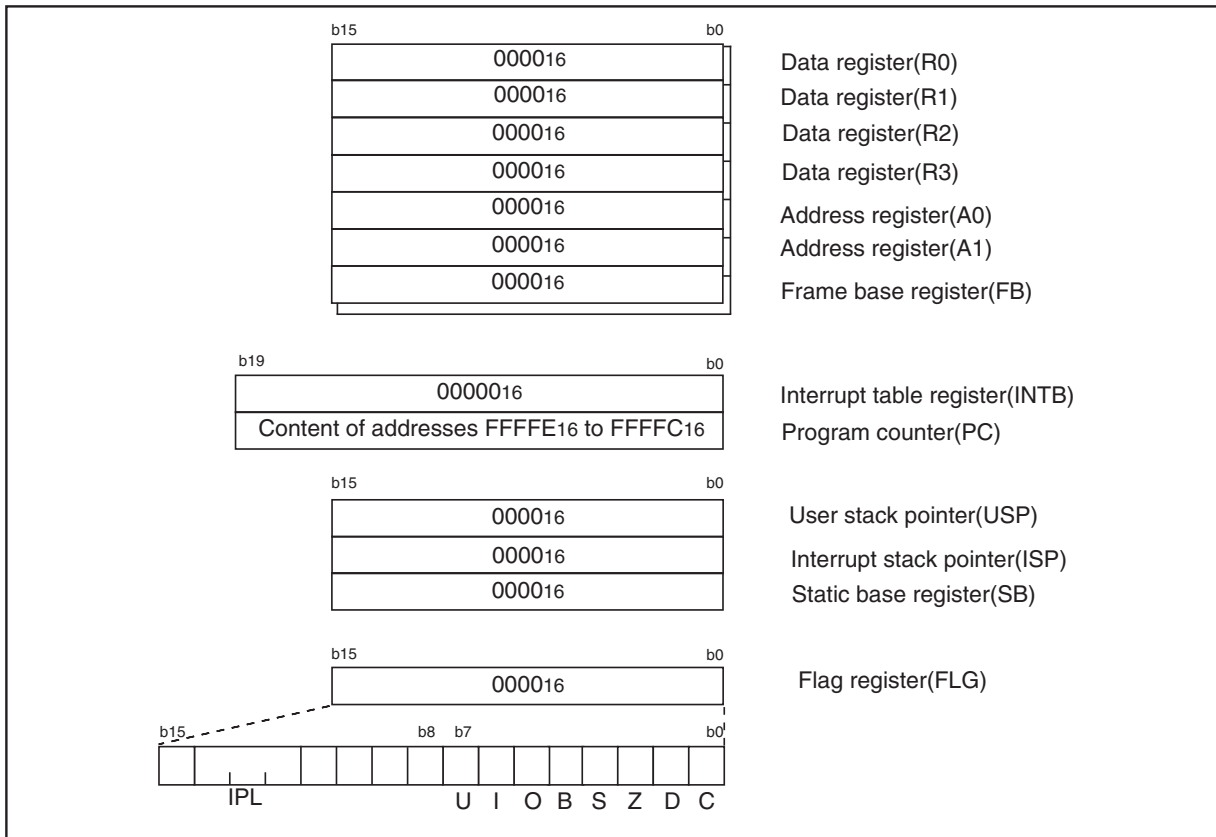 b15 b0
000016 Data register(R0)
000016 Data register(R1)
000016 Data register(R2)
000016 Data register(R3)
000016 Address register(A0)
000016 Address register(A1)
000016 Frame base register(FB)
b19 b0
0000016 Interrupt table register(INTB)
Content of addresses FFFFE16 to FFFFC16 Program counter(PC)
b15 b0
000016 User stack pointer(USP)
000016 Interrupt stack pointer(ISP)
000016 Static base register(SB)
b15 b0
000016 Flag register(FLG)
b15 b8 b7 b0
IPL U I O B S Z D C